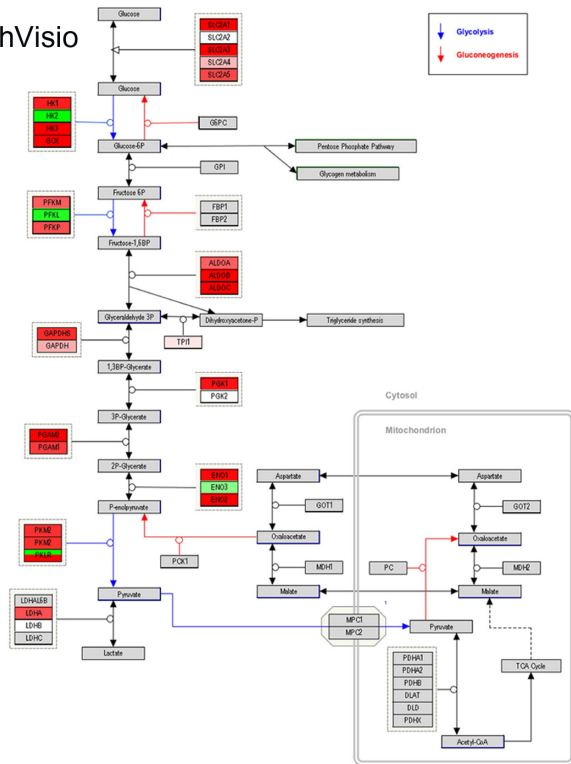 hVisio
Glucose
SLC2A1
SLC2A2
SLC2A3
SLC2A4
SLC2A5
Glycolysis
Gluconeogenesis
Glucose
HK1
HK2
HK3
GCK
G6PC
Glucose-6P
Pentose Phosphate Pathway
GPI
Glycogen metabolism
Fructose 6P
PFKM
PFKL
PFKP
FBP1
FBP2
Fructose-1,6BP
ALDOA
ALDOB
ALDOC
Glyceraldehyde 3P
Dihydroxyacetone-P
Triglyceride synthesis
TPI1
GAPDHS
GAPDH
1,3BP-Glycerate
PGK1
PGK2
3P-Glycerate
PGAM2
PGAM1
2P-Glycerate
ENO1
ENO3
ENO2
P-enolpyruvate
PKM2
PKM2
PKLR
PCK1
Cytosol
Mitochondrion
Aspartate
Aspartate
GOT1
GOT2
Oxaloacetate
Oxaloacetate
MDH1
PC
MDH2
Malate
Malate
Pyruvate
1
MPC1
MPC2
Pyruvate
LDHAL6B
LDHA
LDHB
LDHC
Lactate
PDHA1
PDHA2
PDHB
DLAT
DLD
PDHX
TCA Cycle
Acetyl-CoA